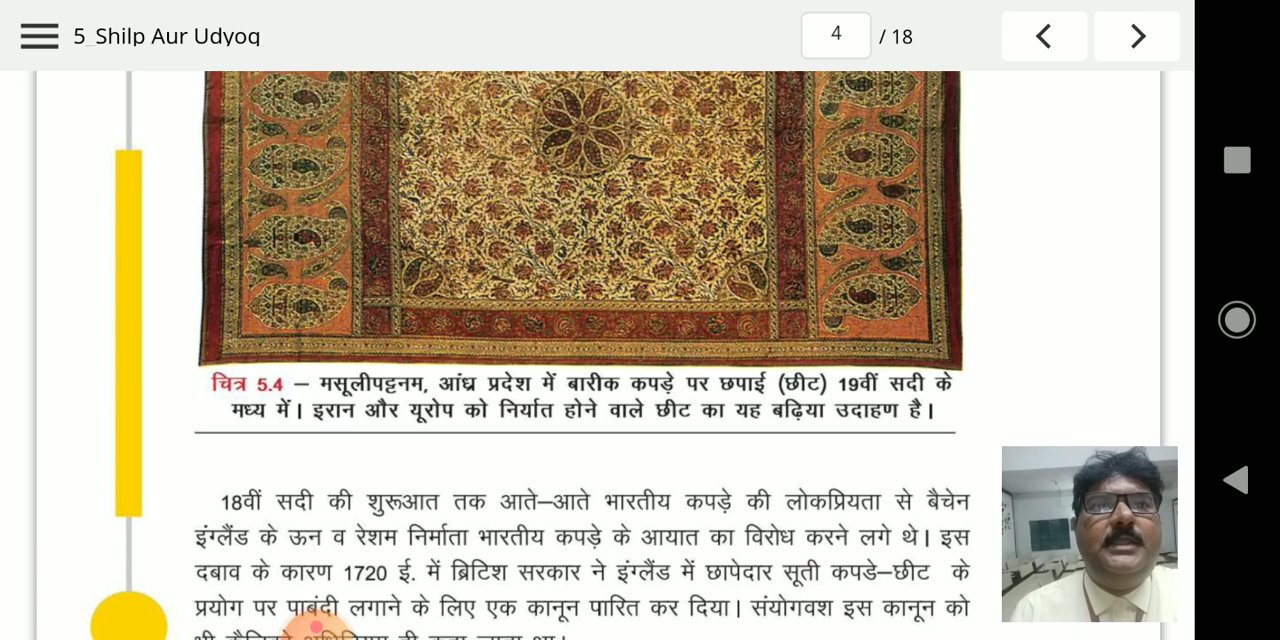 5_Shilp Aur Udyog
4 / 18
चित्र 5.4 – मसूलीपट्टनम, आंध्र प्रदेश में बारीक कपड़े पर छपाई (छीट) 19वीं सदी के
मध्य में। इरान और यूरोप को निर्यात होने वाले छीट का यह बढ़िया उदाहण है।
18वीं सदी की शुरूआत तक आते–आते भारतीय कपड़े की लोकप्रियता से बैचेन
इंग्लैंड के ऊन व रेशम निर्माता भारतीय कपड़े के आयात का विरोध करने लगे थे। इस
दबाव के कारण 1720 ई. में ब्रिटिश सरकार ने इंग्लैंड में छापेदार सूती कपडे–छीट के
प्रयोग पर पाबंदी लगाने के लिए एक कानून पारित कर दिया। संयोगवश इस कानून को